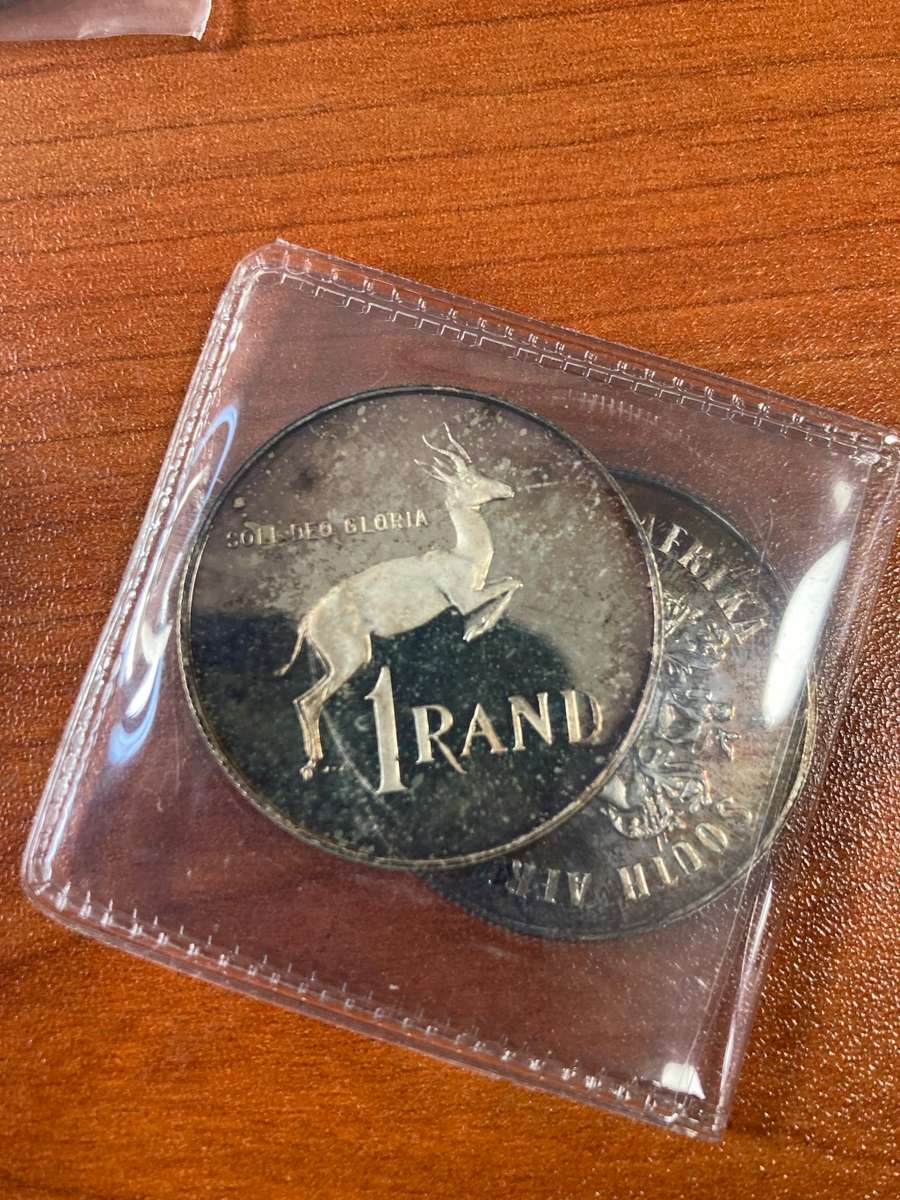 SOLI DEO GLORIA
1 RAND
AFRIKA
SOUTH AFR